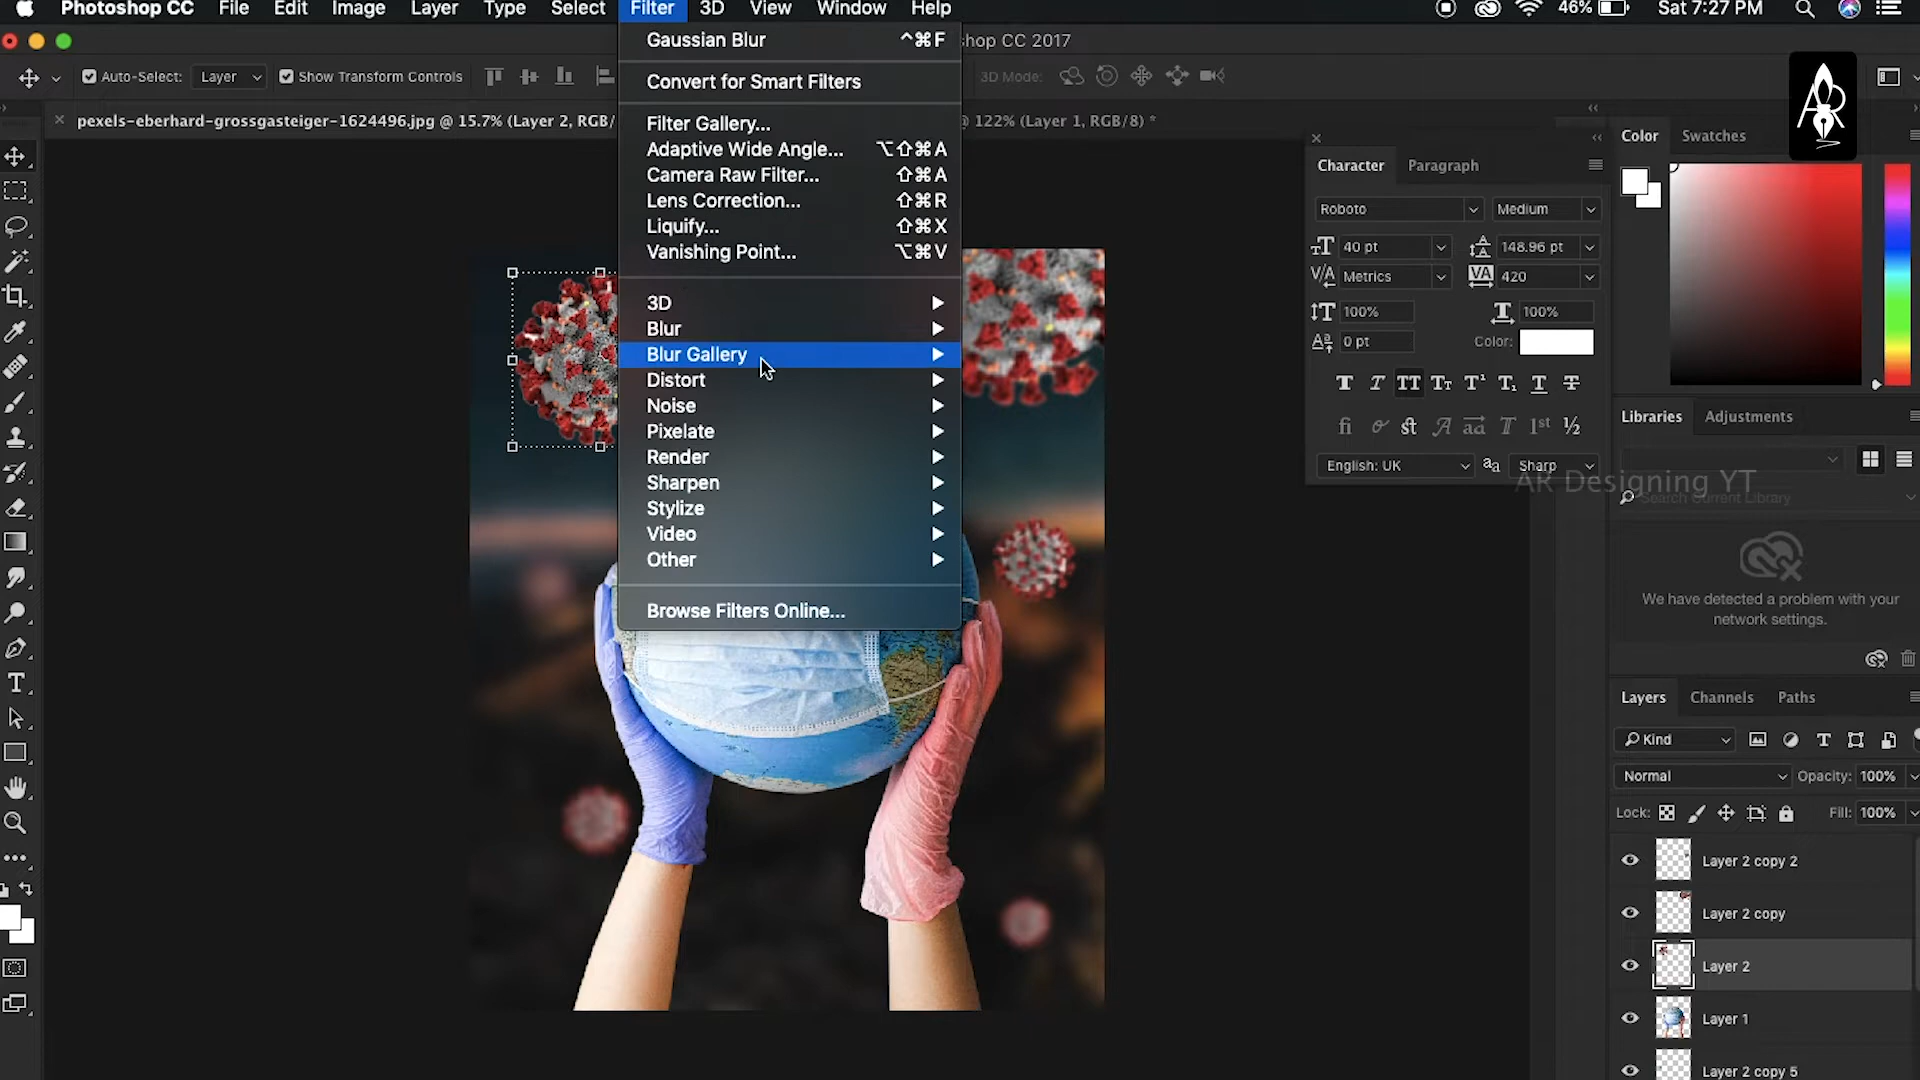 Photoshop CC File Edit Image Layer Type Select Filter 3D View Window Help 46% Sat 7:27 PM
shop CC 2017
Auto-Select: Layer Show Transform Controls 3D Mode:
pexels-eberhard-grossgasteiger-1624496.jpg @ 15.7% (Layer 2, RGB/ @ 122% (Layer 1, RGB/8) *
Gaussian Blur ^⌘F
Convert for Smart Filters
Filter Gallery...
Adaptive Wide Angle... ⌥⇧⌘A
Camera Raw Filter... ⇧⌘A
Lens Correction... ⇧⌘R
Liquify... ⇧⌘X
Vanishing Point... ⌥⌘V
3D
Blur
Blur Gallery
Distort
Noise
Pixelate
Render
Sharpen
Stylize
Video
Other
Browse Filters Online...
Character Paragraph
Roboto Medium
40 pt 148.96 pt
Metrics 420
100% 100%
0 pt Color:
English: UK Sharp
AR Designing YT
Color Swatches
Libraries Adjustments
Search Current Library
We have detected a problem with your
network settings.
Layers Channels Paths
Kind
Normal Opacity: 100%
Lock: Fill: 100%
Layer 2 copy 2
Layer 2 copy
Layer 2
Layer 1
Layer 2 copy 5